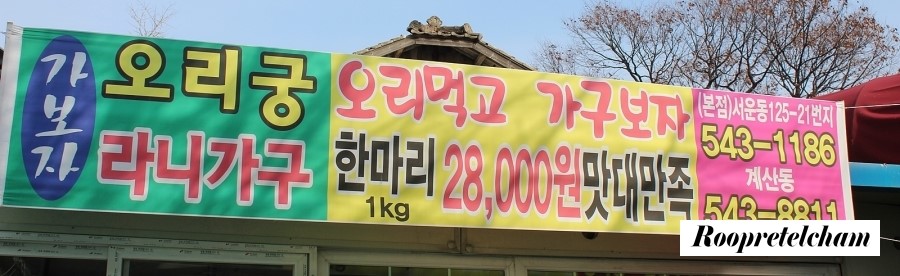 가보자
오리궁
라니가구
오리먹고 가구보자
한마리 28,000원 맛대만족
1kg
(본점)서운동125-21번지
543-1186
계산동
543-8811
Roopretelcham